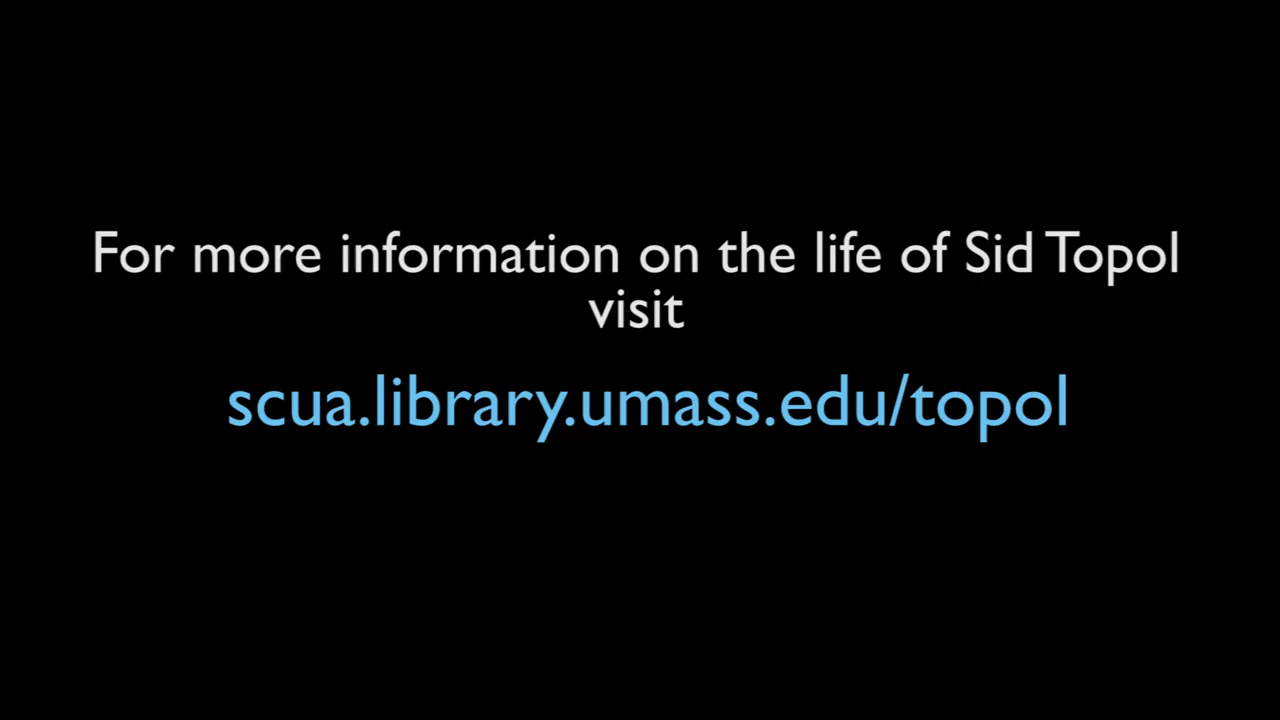 For more information on the life of Sid Topol
visit
scua.library.umass.edu/topol